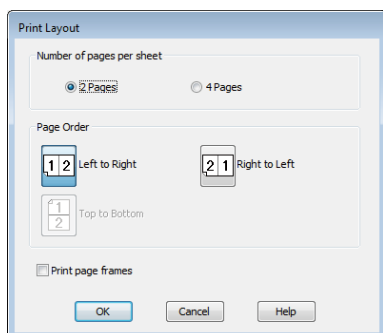 Print Layout
Number of pages per sheet
2 Pages 4 Pages
Page Order
1 2 Left to Right 2 1 Right to Left
1
2 Top to Bottom
Print page frames
OK Cancel Help